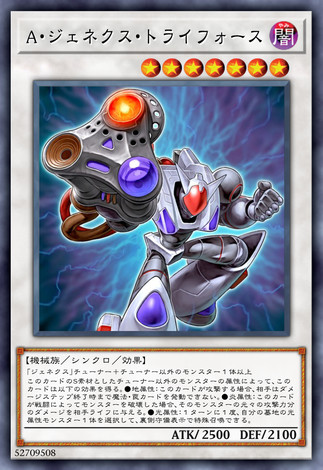 A・ジェネクス・トライフォース
やみ
闇
【機械族／シンクロ／効果】
「ジェネクス」チューナー＋チューナー以外のモンスター１体以上
このカードのS素材としたチューナー以外のモンスターの属性によって、この
カードは以下の効果を得る。●地属性：このカードが攻撃する場合、相手はダ
メージステップ終了時まで魔法・罠カードを発動できない。●炎属性：このカード
が戦闘によってモンスターを破壊した場合、そのモンスターの元々の攻撃力分
のダメージを相手ライフに与える。●光属性：１ターンに１度、自分の墓地の光
属性モンスター１体を選択して、裏側守備表示で特殊召喚できる。
ATK/2500 DEF/2100
52709508